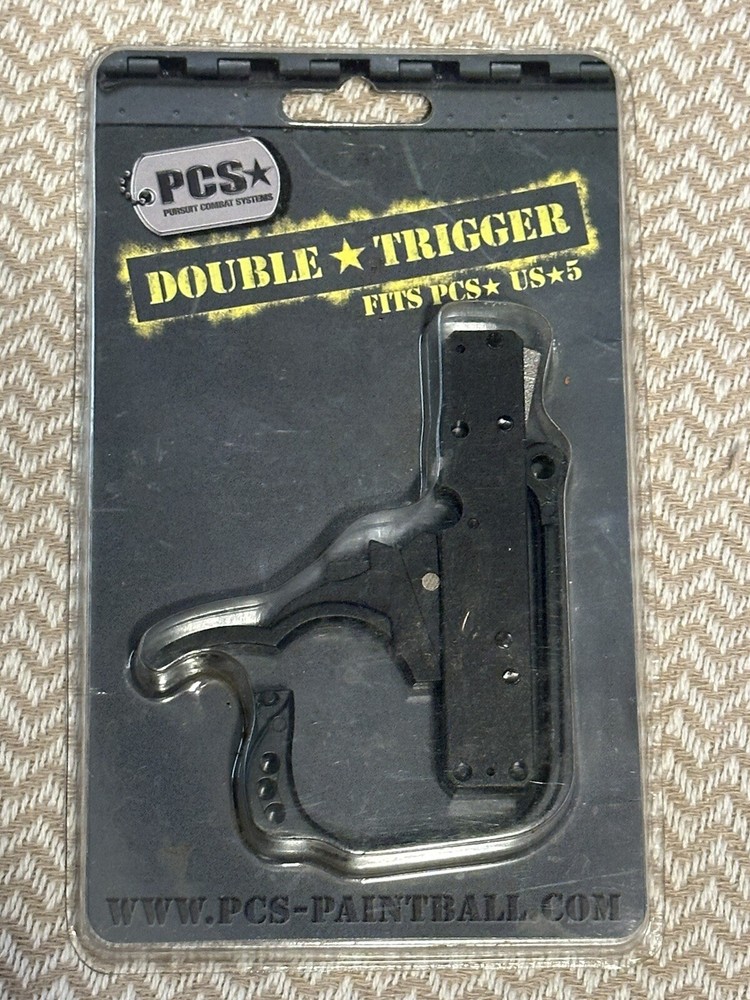 PCS★
PURSUIT COMBAT SYSTEMS
DOUBLE ★ TRIGGER
FITS PCS★ US★5
WWW.PCS-PAINTBALL.COM